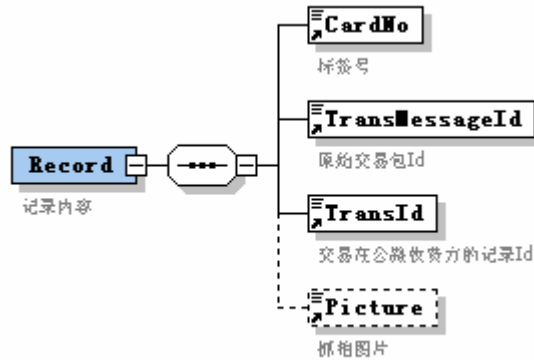 CardNo
标签号
TransMessageId
原始交易包Id
Record
记录内容
TransId
交易在公路收费方的记录Id
Picture
抓拍图片